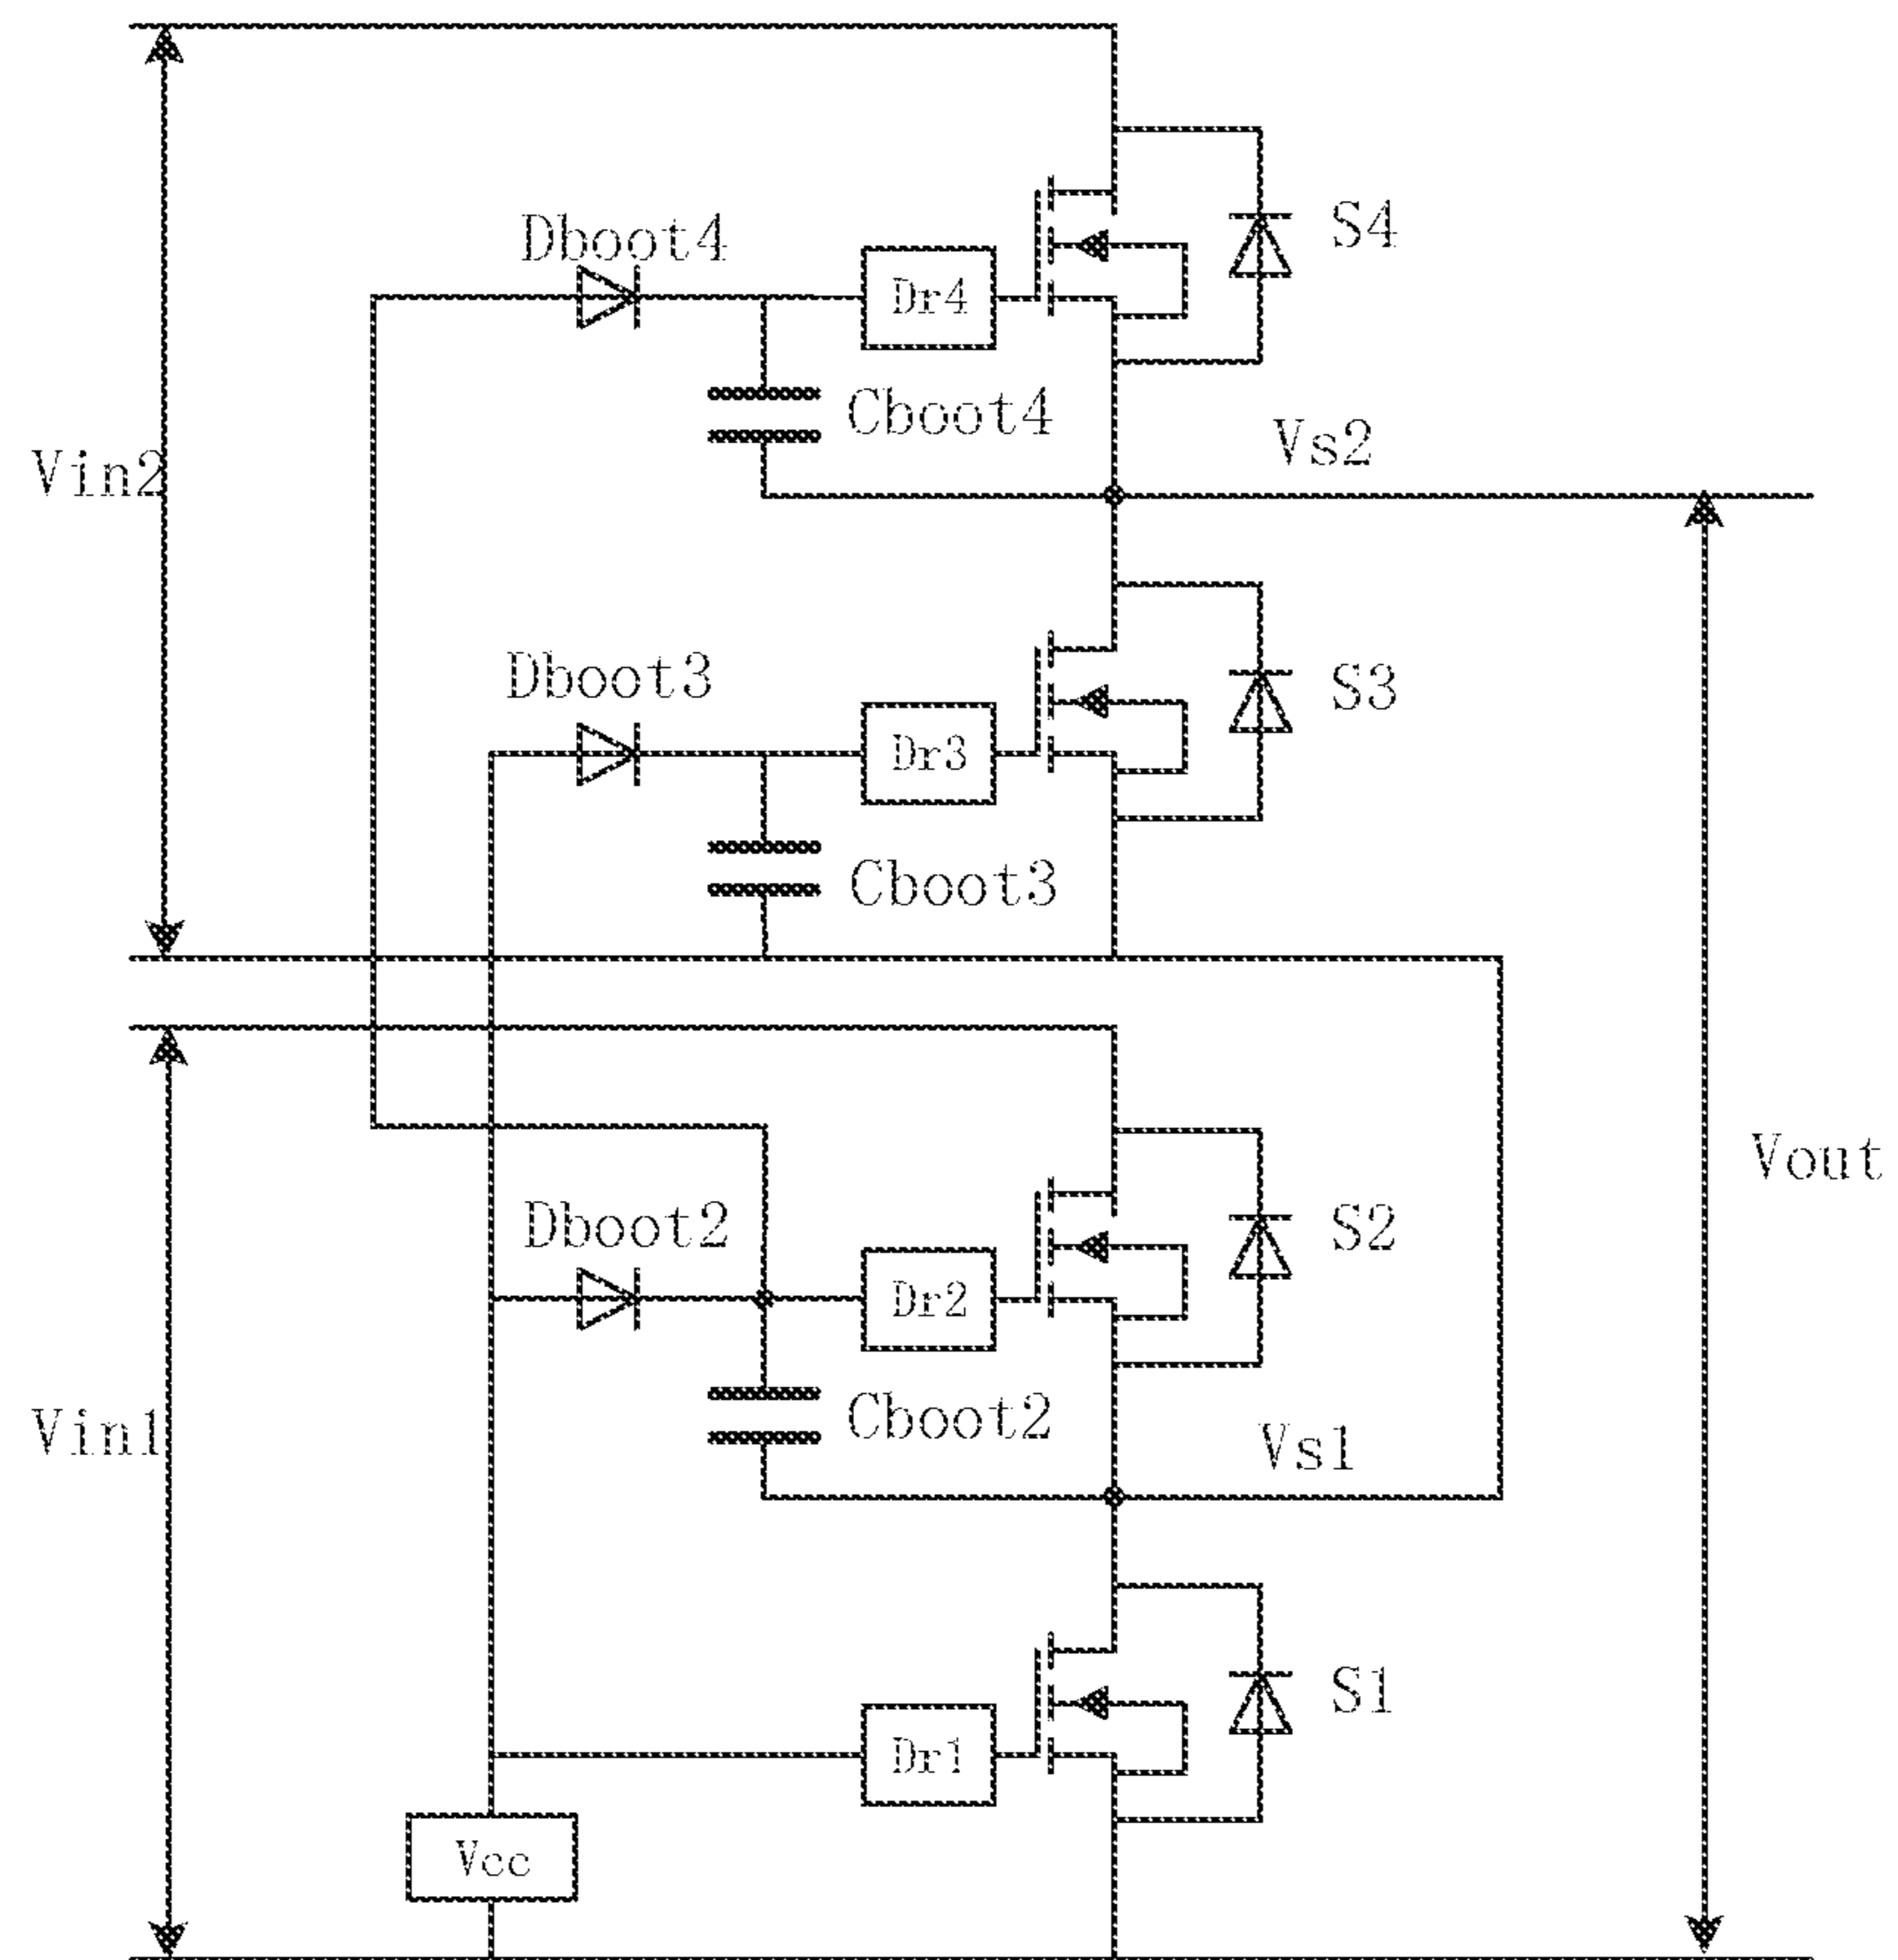 S4
Dboot4
Dr4
Cboot4
Vs2
Vin2
Dboot3
S3
Dr3
Cboot3
Vout
Dboot2
S2
Dr2
Cboot2
Vin1
Vs1
S1
Dr1
Vcc